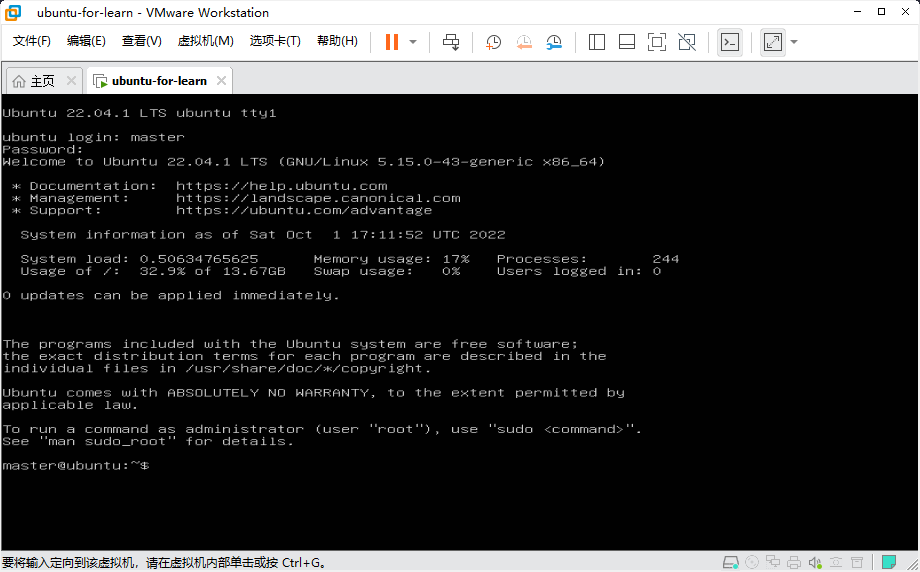 ubuntu-for-learn - VMware Workstation
文件(F) 编辑(E) 查看(V) 虚拟机(M) 选项卡(T) 帮助(H)
主页 ubuntu-for-learn
Ubuntu 22.04.1 LTS ubuntu tty1
ubuntu login: master
Password:
Welcome to Ubuntu 22.04.1 LTS (GNU/Linux 5.15.0-43-generic x86_64)
* Documentation: https://help.ubuntu.com
* Management: https://landscape.canonical.com
* Support: https://ubuntu.com/advantage
System information as of Sat Oct 1 17:11:52 UTC 2022
System load: 0.50634765625 Memory usage: 17% Processes: 244
Usage of /: 32.9% of 13.67GB Swap usage: 0% Users logged in: 0
0 updates can be applied immediately.
The programs included with the Ubuntu system are free software;
the exact distribution terms for each program are described in the
individual files in /usr/share/doc/*/copyright.
Ubuntu comes with ABSOLUTELY NO WARRANTY, to the extent permitted by
applicable law.
To run a command as administrator (user "root"), use "sudo <command>".
See "man sudo_root" for details.
master@ubuntu:~$
要将输入定向到该虚拟机，请在虚拟机内部单击或按 Ctrl+G。